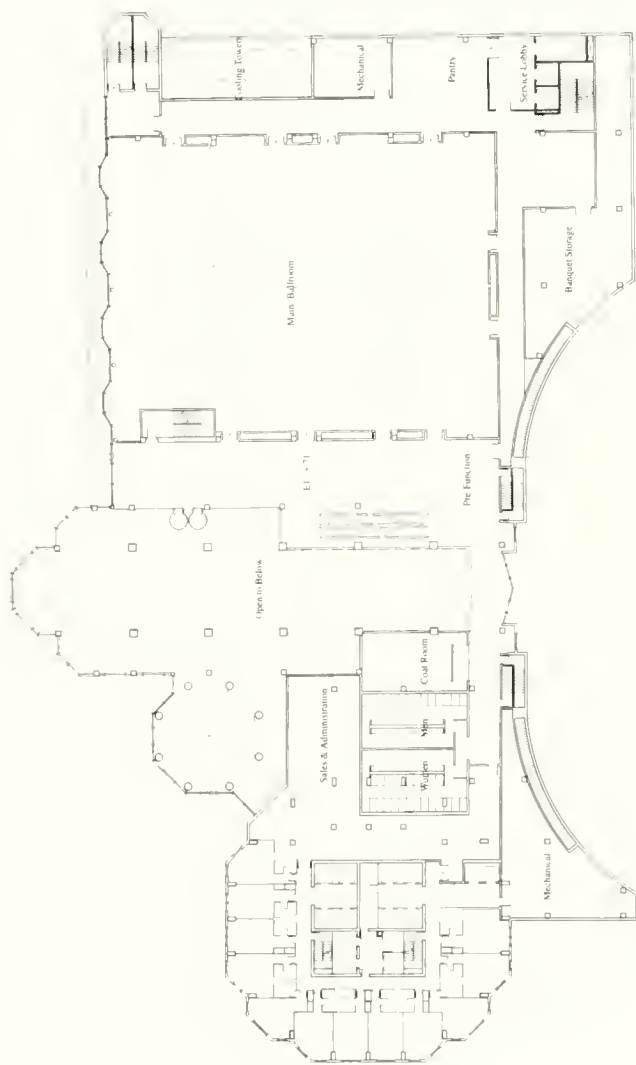 Cooling Towers
Mechanical
Pantry
Service Lobby
Main Ballroom
Banquet Storage
Pre Function
Open to Below
Coat Room
Sales & Administration
Men
Women
Mechanical